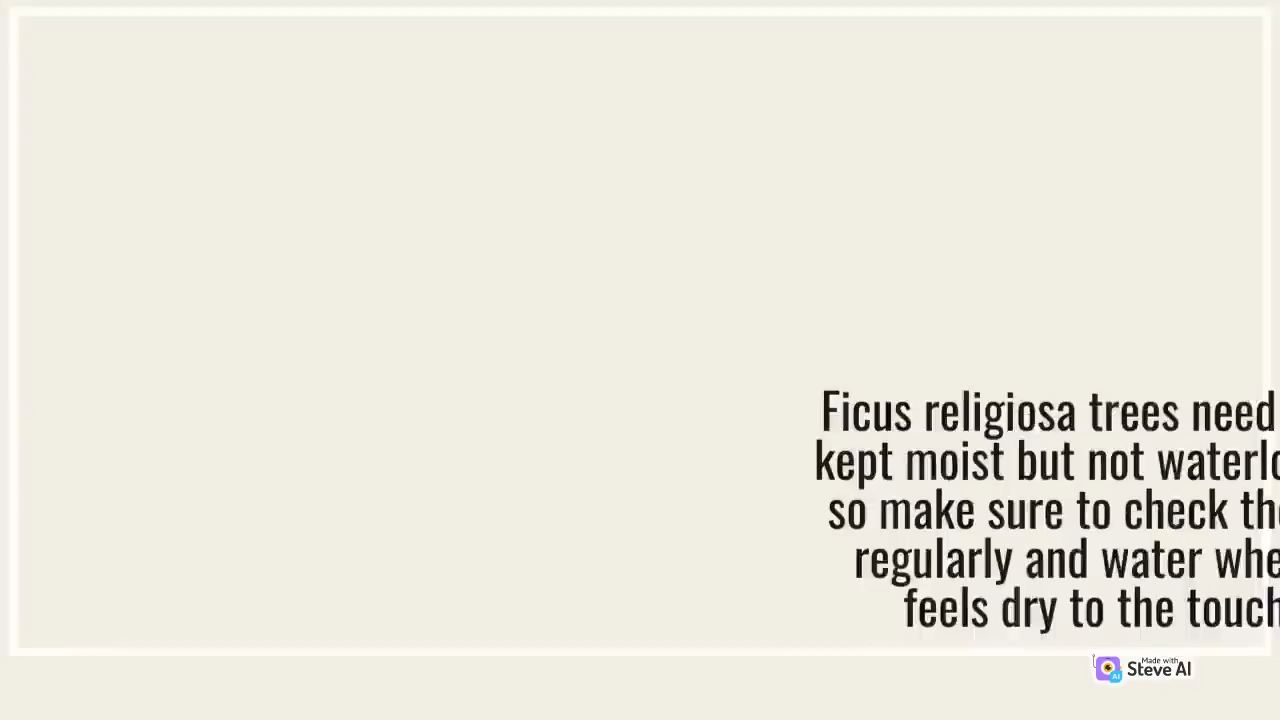 Ficus religiosa trees need
kept moist but not
so make sure to check
regularly and water
feels dry to the touch
Made with
Steve AI